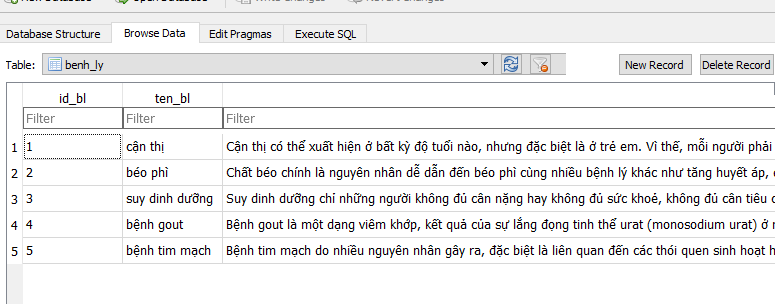 Database Structure Browse Data Edit Pragmas Execute SQL
Table: benh_ly New Record Delete Record
id_bl ten_bl
Filter Filter Filter
1 1 cận thị Cận thị có thể xuất hiện ở bất kỳ độ tuổi nào, nhưng đặc biệt là ở trẻ em. Vì thế, mỗi người phải
2 2 béo phì Chất béo chính là nguyên nhân dễ dẫn đến béo phì cùng nhiều bệnh lý khác như tăng huyết áp,
3 3 suy dinh dưỡng Suy dinh dưỡng chỉ những người không đủ cân nặng hay không đủ sức khoẻ, không đủ cân tiêu
4 4 bệnh gout Bệnh gout là một dạng viêm khớp, kết quả của sự lắng đọng tinh thể urat (monosodium urat) ở
5 5 bệnh tim mạch Bệnh tim mạch do nhiều nguyên nhân gây ra, đặc biệt là liên quan đến các thói quen sinh hoạt